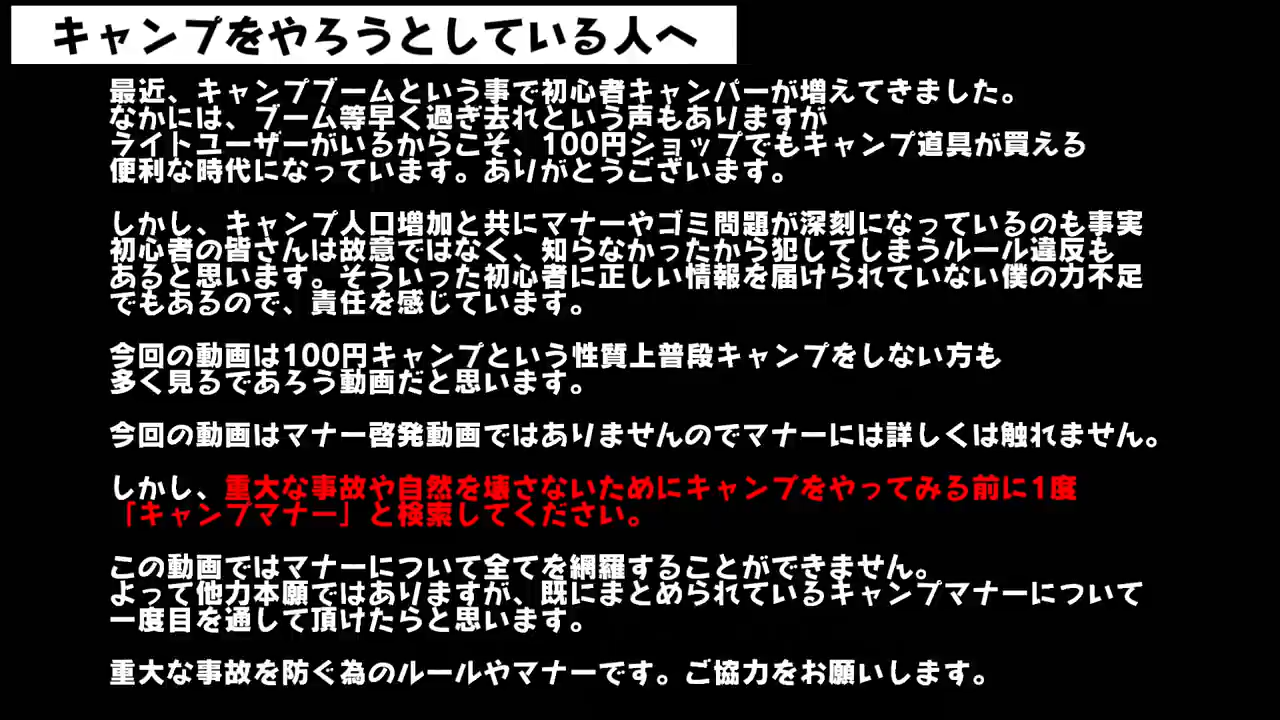 キャンプをやろうとしている人へ
最近、キャンプブームという事で初心者キャンパーが増えてきました。
なかには、ブーム等早く過ぎ去れという声もありますが
ライトユーザーがいるからこそ、100円ショップでもキャンプ道具が買える
便利な時代になっています。ありがとうございます。
しかし、キャンプ人口増加と共にマナーやゴミ問題が深刻になっているのも事実
初心者の皆さんは故意ではなく、知らなかったから犯してしまうルール違反も
あると思います。そういった初心者に正しい情報を届けられていない僕の力不足
でもあるので、責任を感じています。
今回の動画は100円キャンプという性質上普段キャンプをしない方も
多く見るであろう動画だと思います。
今回の動画はマナー啓発動画ではありませんのでマナーには詳しくは触れません。
しかし、重大な事故や自然を壊さないためにキャンプをやってみる前に1度
「キャンプマナー」と検索してください。
この動画ではマナーについて全てを網羅することができません。
よって他力本願ではありますが、既にまとめられているキャンプマナーについて
一度目を通して頂けたらと思います。
重大な事故を防ぐ為のルールやマナーです。ご協力をお願いします。